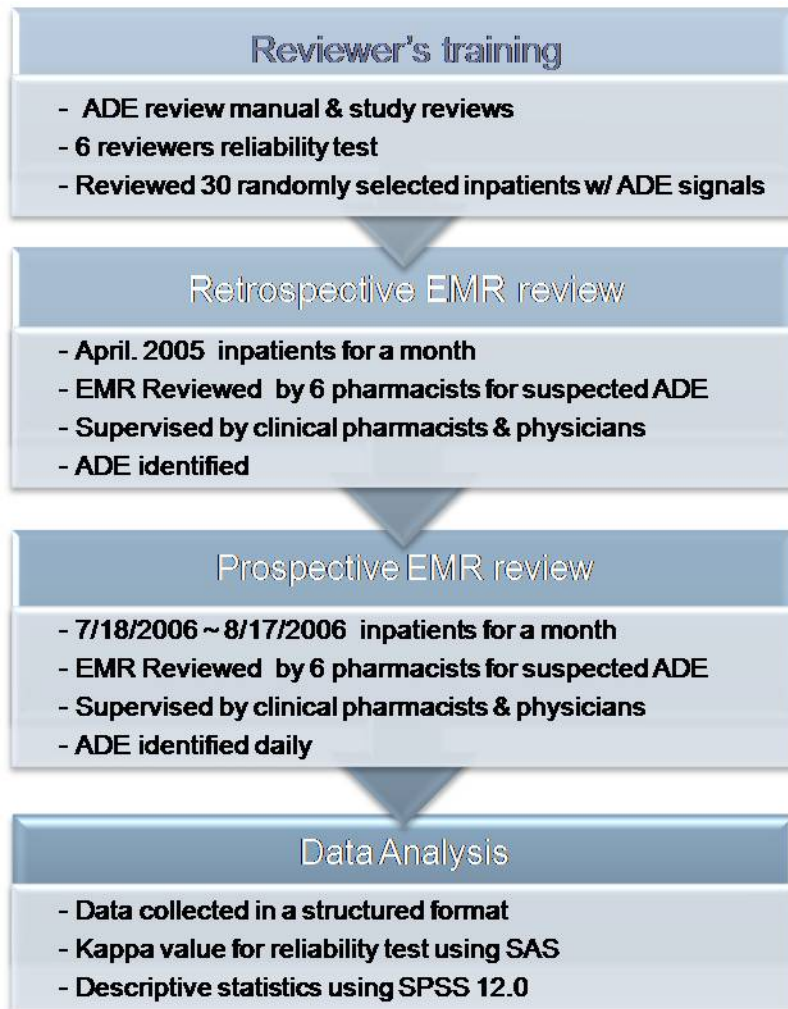 Reviewer's training
- ADE review manual & study reviews
- 6 reviewers reliability test
- Reviewed 30 randomly selected inpatients w/ ADE signals
Retrospective EMR review
- April. 2005 inpatients for a month
- EMR Reviewed by 6 pharmacists for suspected ADE
- Supervised by clinical pharmacists & physicians
- ADE identified
Prospective EMR review
- 7/18/2006 ~ 8/17/2006 inpatients for a month
- EMR Reviewed by 6 pharmacists for suspected ADE
- Supervised by clinical pharmacists & physicians
- ADE identified daily
Data Analysis
- Data collected in a structured format
- Kappa value for reliability test using SAS
- Descriptive statistics using SPSS 12.0